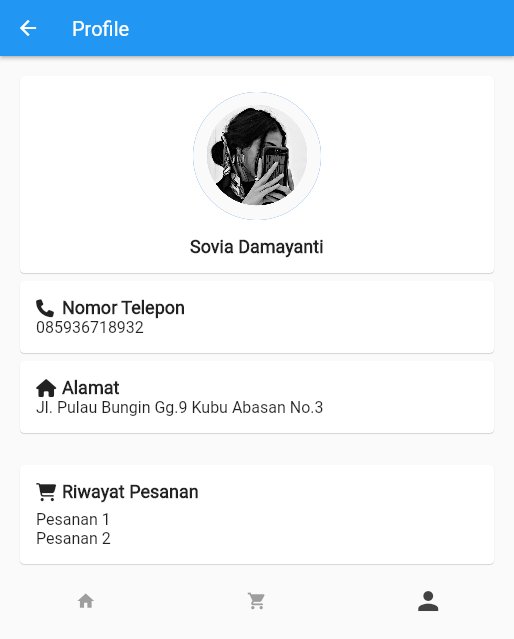 Profile
Sovia Damayanti
Nomor Telepon
085936718932
Alamat
Jl. Pulau Bungin Gg.9 Kubu Abasan No.3
Riwayat Pesanan
Pesanan 1
Pesanan 2